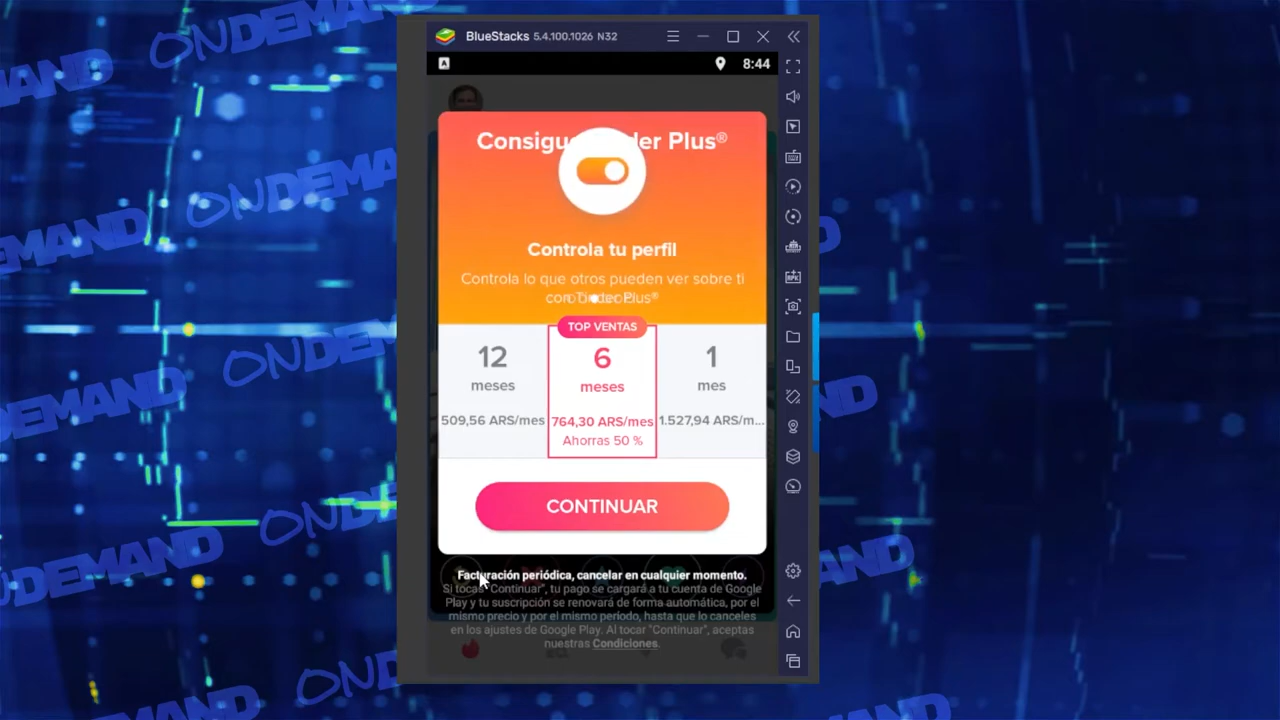 BlueStacks 5.4.100.1026 N32
8:44
Controla tu perfil
Controla lo que otros pueden ver sobre ti
con Tinder Plus®
TOP VENTAS
12
meses
509,56 ARS/mes
6
meses
764,30 ARS/mes
Ahorras 50 %
1
mes
1.527,94 ARS/m...
CONTINUAR
Facturación periódica, cancelar en cualquier momento.
Si tocas "Continuar", tu pago se cargará a tu cuenta de Google
Play y tu suscripción se renovará de forma automática, por el
mismo precio y por el mismo período, hasta que lo canceles
en los ajustes de Google Play. Al tocar "Continuar", aceptas
nuestras Condiciones.
ONDEMAND
ONDEMAND
ONDEMAND